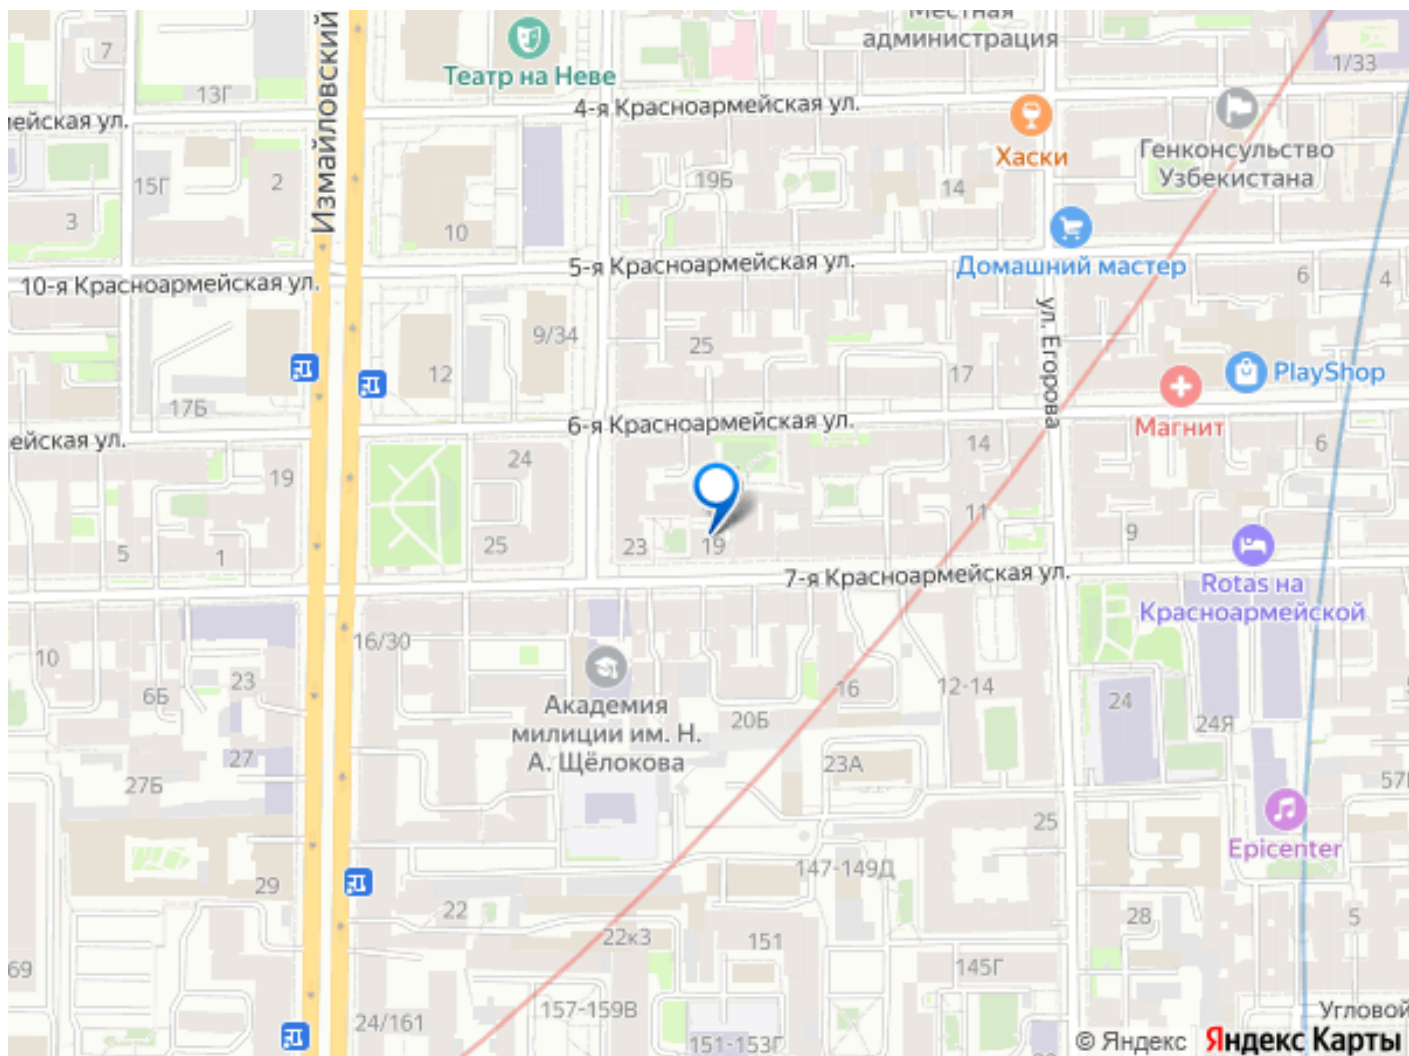 Местная
администрация
7
Театр на Неве
1/33
13Г
4-я Красноармейская ул.
ейская ул.
Измайловский
Хаски
Генконсульство
Узбекистана
15Г
2
19Б
14
3
10
5-я Красноармейская ул.
Домашний мастер
10-я Красноармейская ул.
6
4
ул. Егорова
9/34
25
12
17
PlayShop
17Б
6-я Красноармейская ул.
Магнит
ейская ул.
14
6
24
19
11
9
5
1
25
23
19
7-я Красноармейская ул.
Rotas на
Красноармейской
16/30
10
6Б
23
16
12-14
Академия
милиции им. Н.
А. Щёлокова
20Б
24
24Я
27
23А
27Б
25
Epicenter
147-149Д
29
22
28
5
22к3
151
69
145Г
157-159В
24/161
151-153Г
Угловой
© Яндекс Яндекс Карты